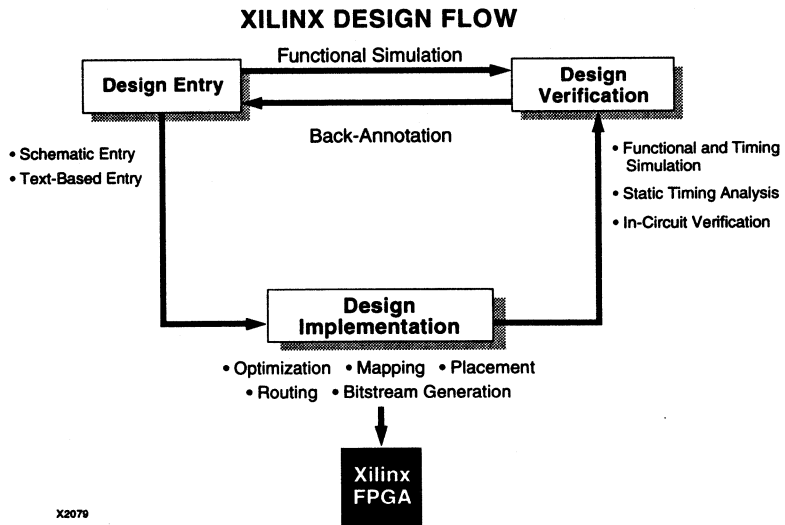 XILINX DESIGN FLOW
Functional Simulation
Design Entry
Design
Verification
Back-Annotation
• Schematic Entry
• Text-Based Entry
• Functional and Timing
Simulation
• Static Timing Analysis
• In-Circuit Verification
Design
Implementation
• Optimization • Mapping • Placement
• Routing • Bitstream Generation
Xilinx
FPGA
X2079